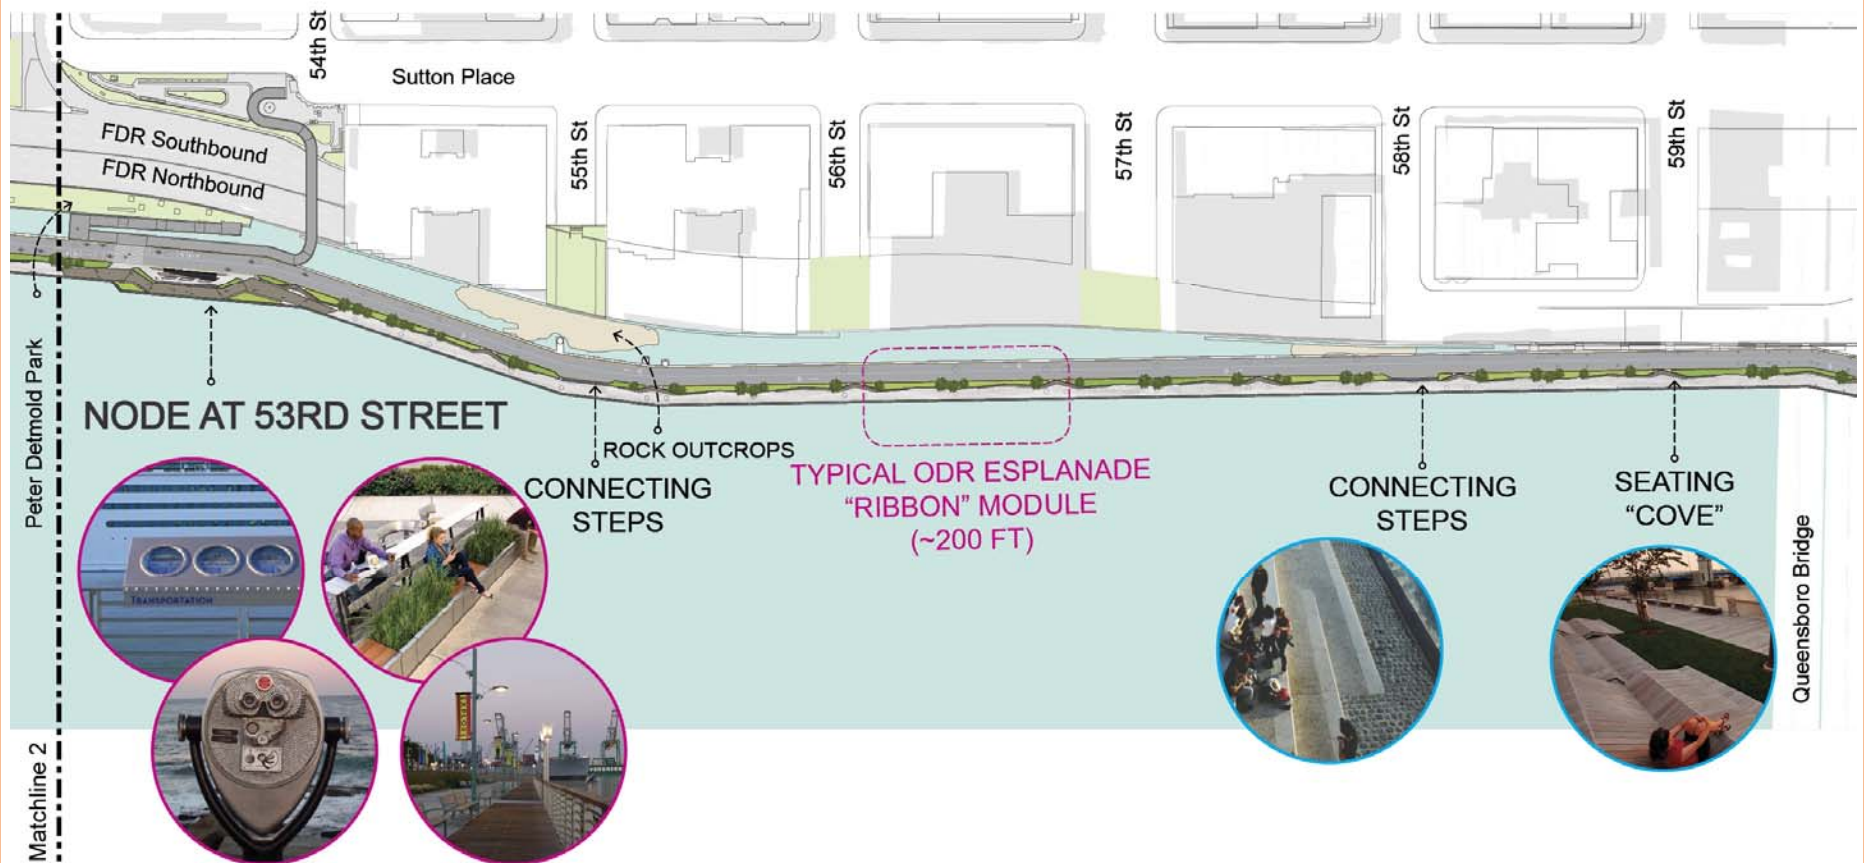 54th St
Sutton Place
55th St
56th St
57th St
58th St
59th St
FDR Southbound
FDR Northbound
Peter Detmold Park
NODE AT 53RD STREET
ROCK OUTCROPS
CONNECTING
STEPS
TYPICAL ODR ESPLANADE
“RIBBON” MODULE
(~200 FT)
CONNECTING
STEPS
SEATING
“COVE”
Queensboro Bridge
TRANSPORTATION
Matchline 2